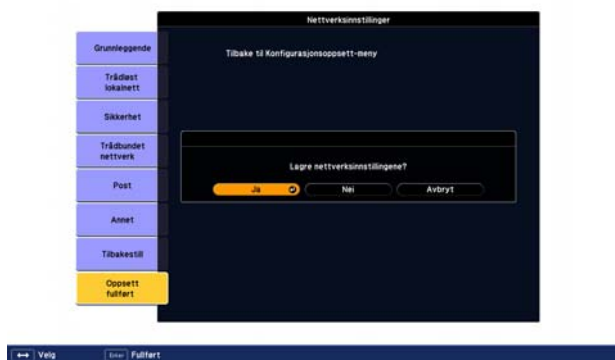 Nettverksinnstilinger
Grunnleggende
Tilbake til Konfigurasjonsoppsett-meny
Trådløst
lokalnett
Sikkerhet
Trådbundet
nettverk
Lagre nettverksinnstillingene?
Post
Ja
Nei
Avbryt
Annet
Tilbakestill
Oppsett
fullført
Velg
Enter
Fullført